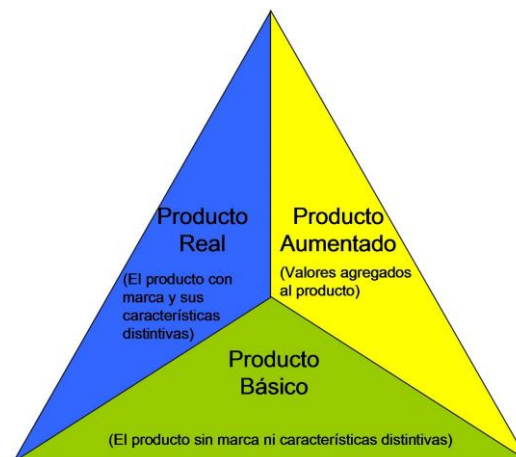 Producto
Real
(El producto con
marca y sus
características
distintivas)
Producto
Aumentado
(Valores agregados
al producto)
Producto
Básico
(El producto sin marca ni características distintivas)